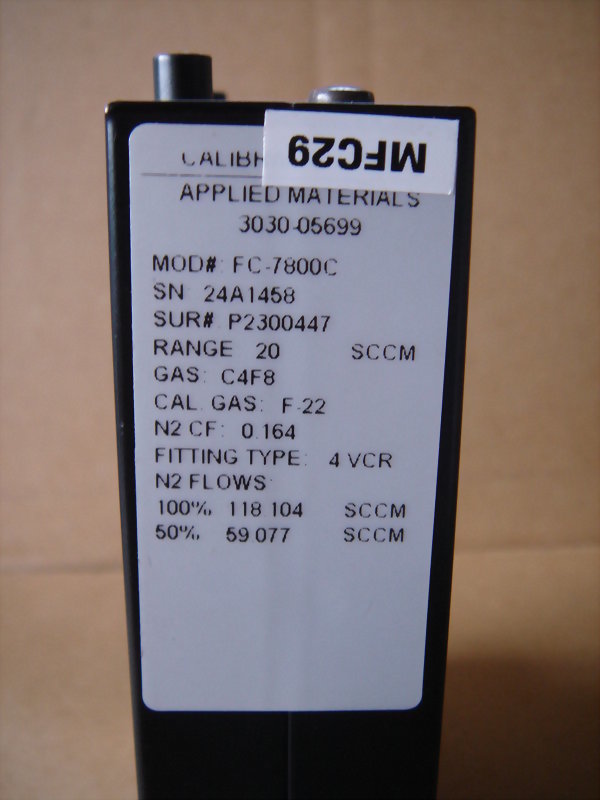 MFC29
CALIBR
APPLIED MATERIALS
3030-05699
MOD#: FC-7800C
SN 24A1458
SUR# P2300447
RANGE 20 SCCM
GAS: C4F8
CAL. GAS: F-22
N2 CF: 0.164
FITTING TYPE: 4 VCR
N2 FLOWS:
100% 118.104 SCCM
50% 59.077 SCCM